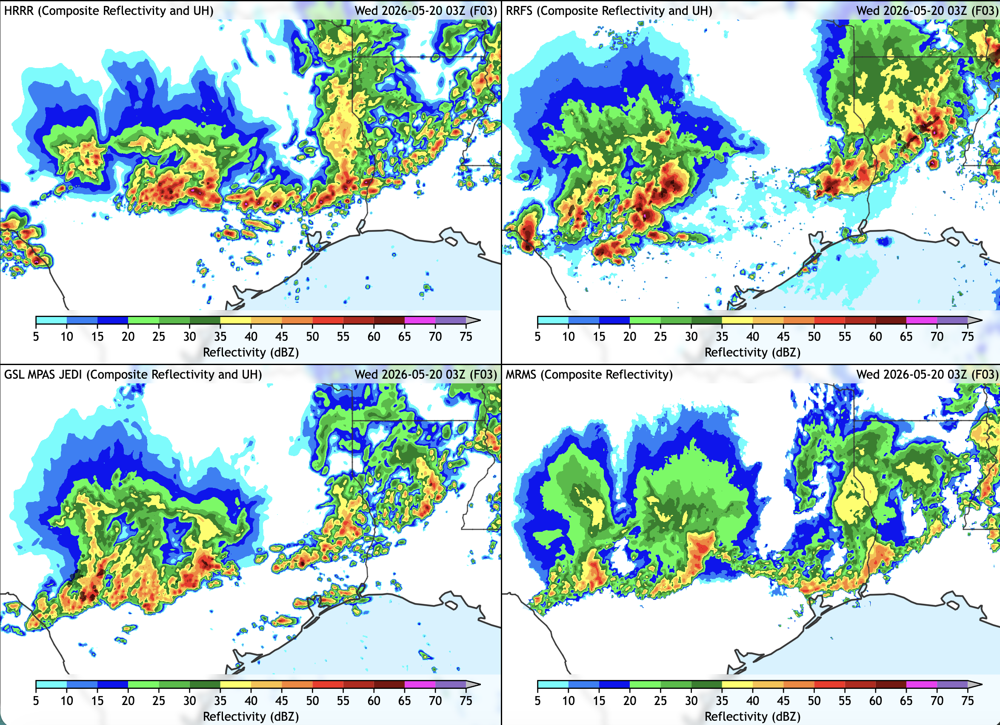 HRRR (Composite Reflectivity and UH) Wed 2026-05-20 03Z (F03)
5 10 15 20 25 30 35 40 45 50 55 60 65 70 75
Reflectivity (dBZ)
RRFS (Composite Reflectivity and UH) Wed 2026-05-20 03Z (F03)
5 10 15 20 25 30 35 40 45 50 55 60 65 70 75
Reflectivity (dBZ)
GSL MPAS JEDI (Composite Reflectivity and UH) Wed 2026-05-20 03Z (F03)
5 10 15 20 25 30 35 40 45 50 55 60 65 70 75
Reflectivity (dBZ)
MRMS (Composite Reflectivity) Wed 2026-05-20 03Z (F03)
5 10 15 20 25 30 35 40 45 50 55 60 65 70 75
Reflectivity (dBZ)